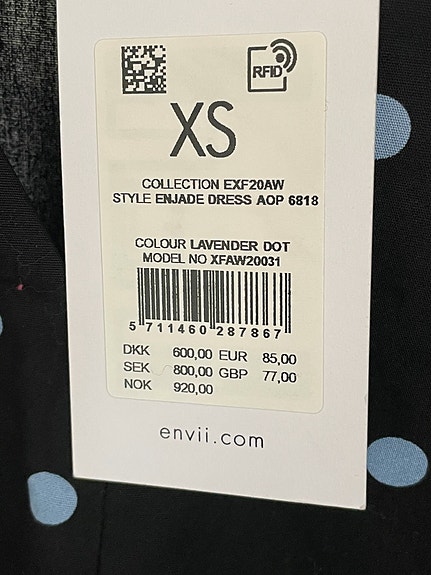 RFID
XS
COLLECTION EXF20AW
STYLE ENJADE DRESS AOP 6818
COLOUR LAVENDER DOT
MODEL NO XFAW20031
5 711460 287867
DKK 600,00 EUR 85,00
SEK 800,00 GBP 77,00
NOK 920,00
envii.com